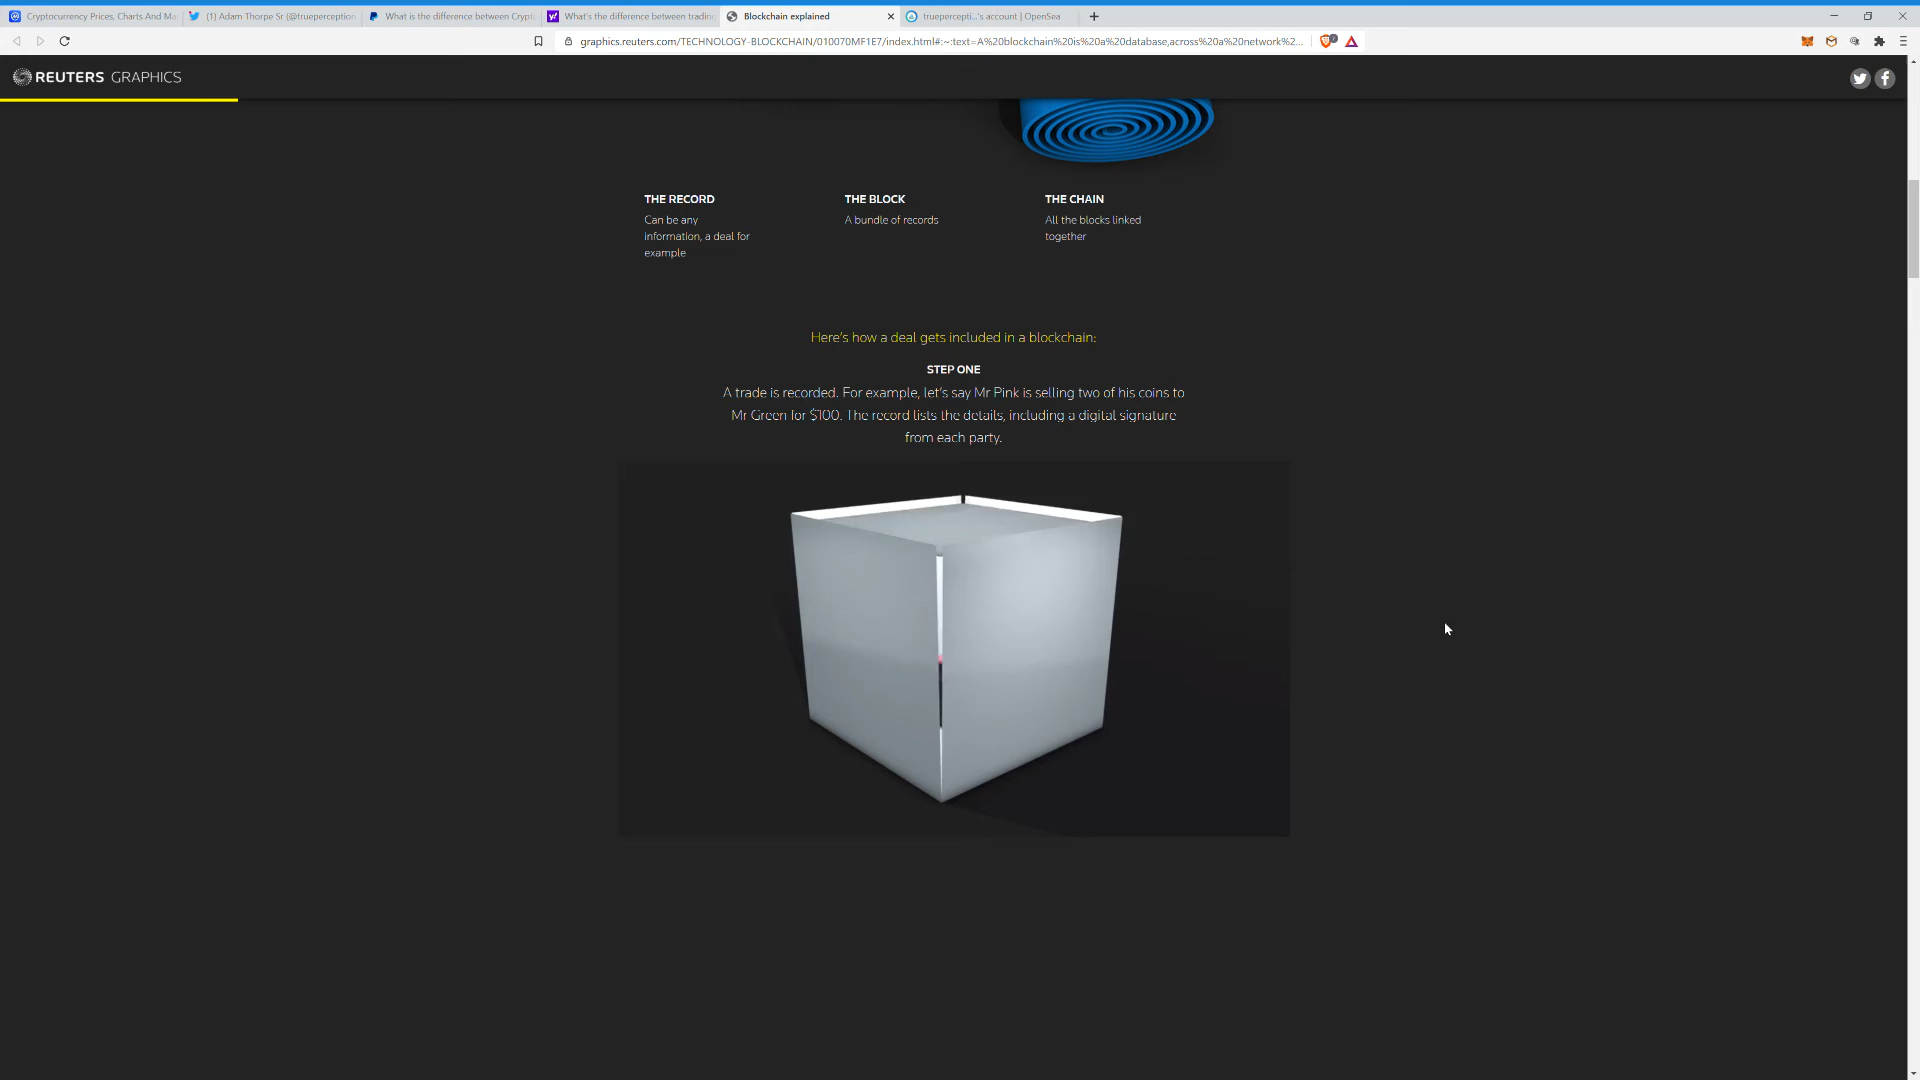 Cryptocurrency Prices, Charts And Ma
(1) Adam Thorpe Sr (@trueperception
What is the difference between Crypt
What's the difference between trading
Blockchain explained
truepercepti...'s account | OpenSea
graphics.reuters.com/TECHNOLOGY-BLOCKCHAIN/010070MF1E7/index.html#:~:text=A%20blockchain%20is%20a%20database,across%20a%20network%2...
REUTERS GRAPHICS
THE RECORD
Can be any
information, a deal for
example
THE BLOCK
A bundle of records
THE CHAIN
All the blocks linked
together
Here's how a deal gets included in a blockchain:
STEP ONE
A trade is recorded. For example, let's say Mr Pink is selling two of his coins to
Mr Green for $100. The record lists the details, including a digital signature
from each party.